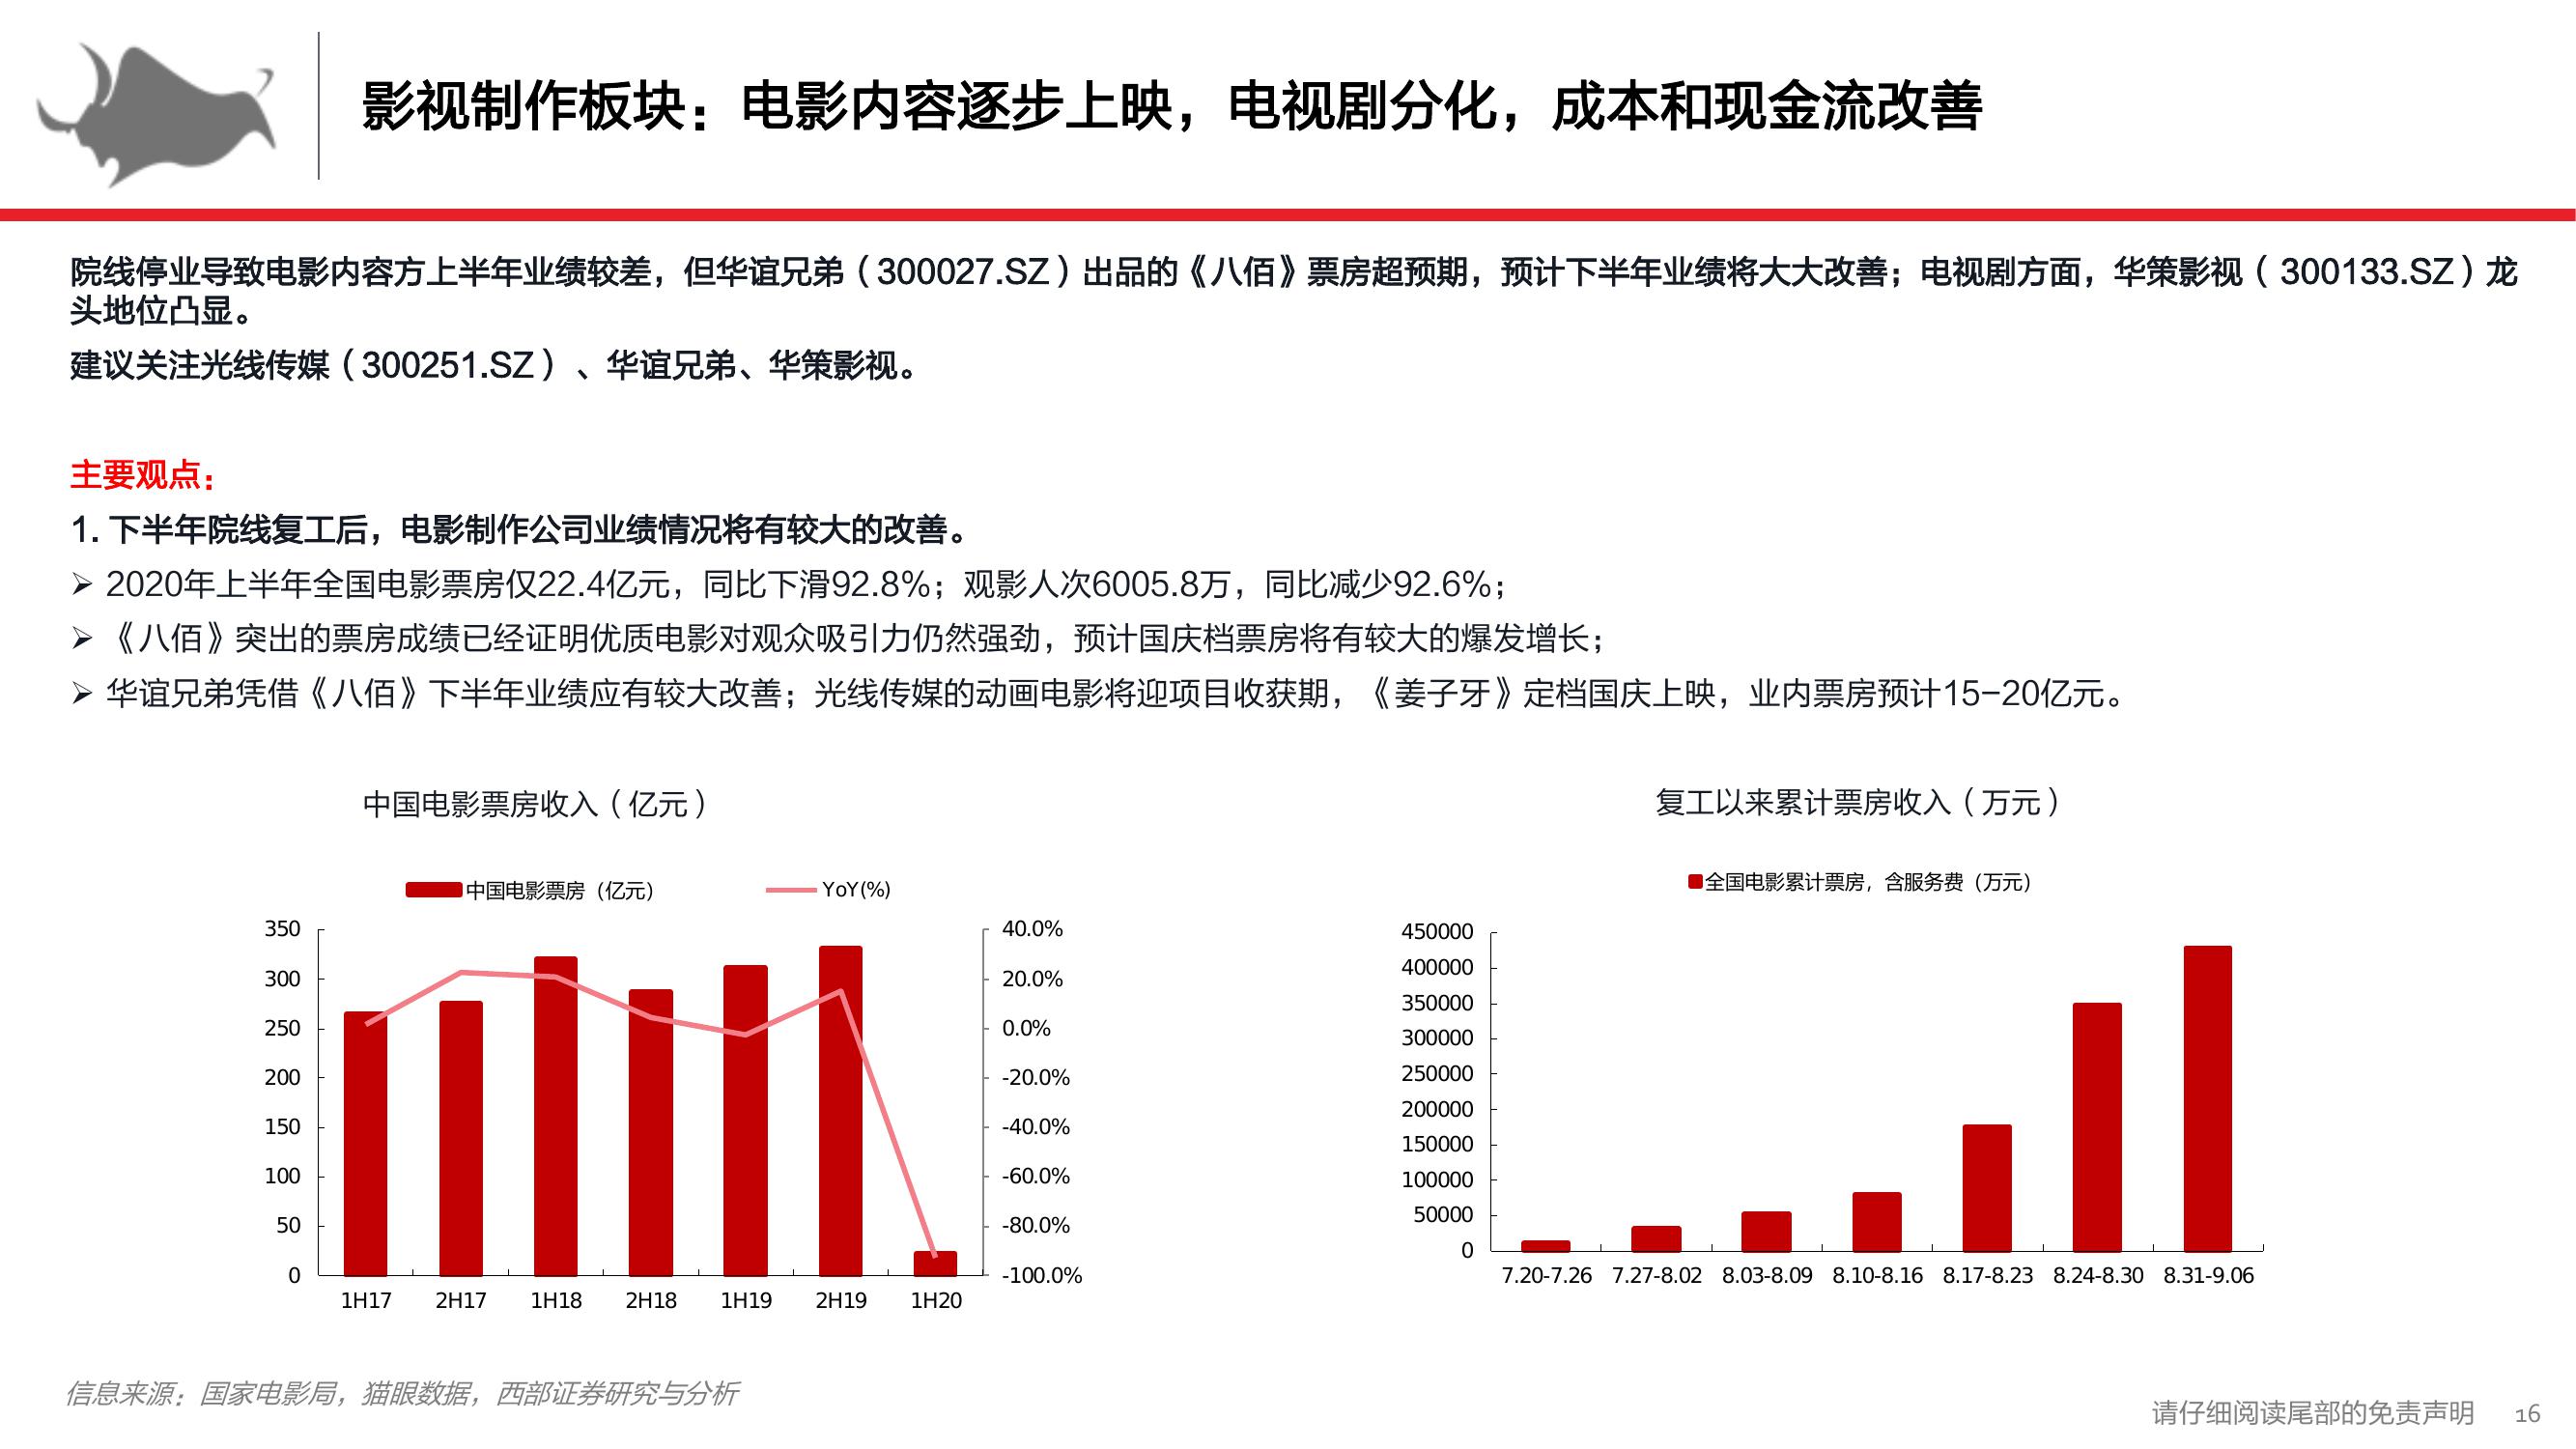 影视制作板块：电影内容逐步上映，电视剧分化，成本和现金流改善
院线停业导致电影内容方上半年业绩较差，但华谊兄弟（300027.SZ）出品的《八佰》票房超预期，预计下半年业绩将大大改善；电视剧方面，华策影视（300133.SZ）龙
头地位凸显。
建议关注光线传媒（300251.SZ）、华谊兄弟、华策影视。
主要观点：
1. 下半年院线复工后，电影制作公司业绩情况将有较大的改善。
➢ 2020年上半年全国电影票房仅22.4亿元，同比下滑92.8%；观影人次6005.8万，同比减少92.6%；
➢ 《八佰》突出的票房成绩已经证明优质电影对观众吸引力仍然强劲，预计国庆档票房将有较大的爆发增长；
➢ 华谊兄弟凭借《八佰》下半年业绩应有较大改善；光线传媒的动画电影将迎项目收获期，《姜子牙》定档国庆上映，业内票房预计15-20亿元。
中国电影票房收入（亿元）
中国电影票房（亿元） YoY(%)
350
300
250
200
150
100
50
0
40.0%
20.0%
0.0%
-20.0%
-40.0%
-60.0%
-80.0%
-100.0%
1H17 2H17 1H18 2H18 1H19 2H19 1H20
复工以来累计票房收入（万元）
全国电影累计票房，含服务费（万元）
450000
400000
350000
300000
250000
200000
150000
100000
50000
0
7.20-7.26 7.27-8.02 8.03-8.09 8.10-8.16 8.17-8.23 8.24-8.30 8.31-9.06
信息来源：国家电影局，猫眼数据，西部证券研究与分析
请仔细阅读尾部的免责声明 16